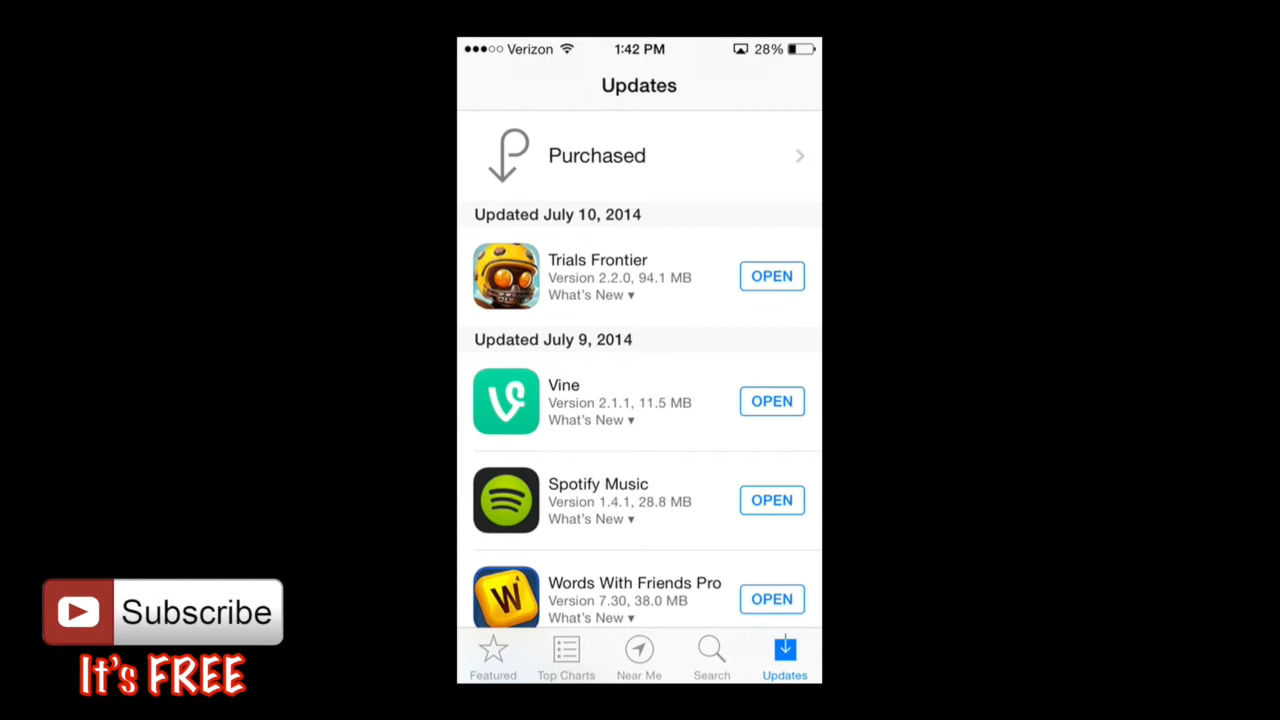 Verizon 1:42 PM 28%
Updates
Purchased
Updated July 10, 2014
Trials Frontier
Version 2.2.0, 94.1 MB
What's New ▾
OPEN
Updated July 9, 2014
Vine
Version 2.1.1, 11.5 MB
What's New ▾
OPEN
Spotify Music
Version 1.4.1, 28.8 MB
What's New ▾
OPEN
Words With Friends Pro
Version 7.30, 38.0 MB
What's New ▾
OPEN
W
Featured Top Charts Near Me Search Updates
Subscribe
It's FREE